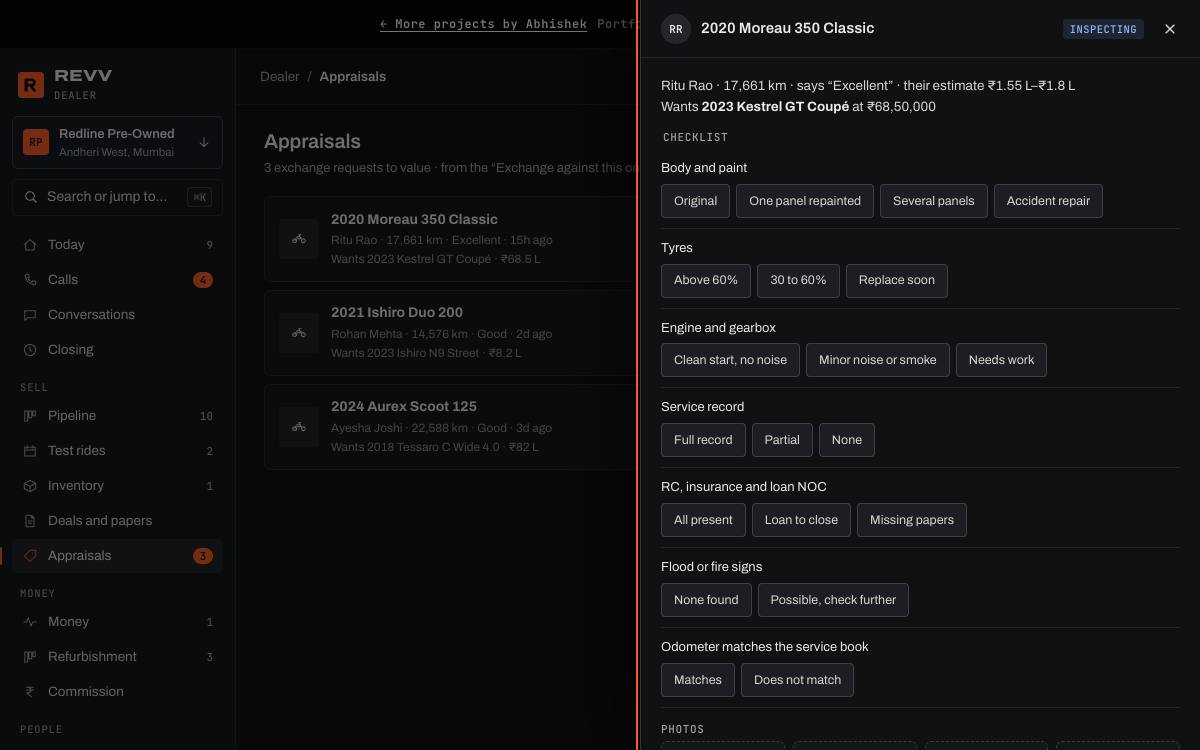 ← More projects by Abhishek
R
REVV
DEALER
RP
Redline Pre-Owned
Andheri West, Mumbai
Search or jump to...
⌘K
Today 9
Calls 4
Conversations
Closing
SELL
Pipeline 10
Test rides 2
Inventory 1
Deals and papers
Appraisals 3
MONEY
Money 1
Refurbishment 3
₹ Commission
PEOPLE
Dealer / Appraisals
Appraisals
3 exchange requests to value · from the “Exchange against this
2020 Moreau 350 Classic
Ritu Rao · 17,661 km · Excellent · 15h ago
Wants 2023 Kestrel GT Coupé · ₹68.5 L
2021 Ishiro Duo 200
Rohan Mehta · 14,576 km · Good · 2d ago
Wants 2023 Ishiro N9 Street · ₹8.2 L
2024 Aurex Scoot 125
Ayesha Joshi · 22,588 km · Good · 3d ago
Wants 2018 Tessaro C Wide 4.0 · ₹82 L
RR
2020 Moreau 350 Classic
INSPECTING
Ritu Rao · 17,661 km · says “Excellent” · their estimate ₹1.55 L–₹1.8 L
Wants 2023 Kestrel GT Coupé at ₹68,50,000
CHECKLIST
Body and paint
Original One panel repainted Several panels Accident repair
Tyres
Above 60% 30 to 60% Replace soon
Engine and gearbox
Clean start, no noise Minor noise or smoke Needs work
Service record
Full record Partial None
RC, insurance and loan NOC
All present Loan to close Missing papers
Flood or fire signs
None found Possible, check further
Odometer matches the service book
Matches Does not match
PHOTOS